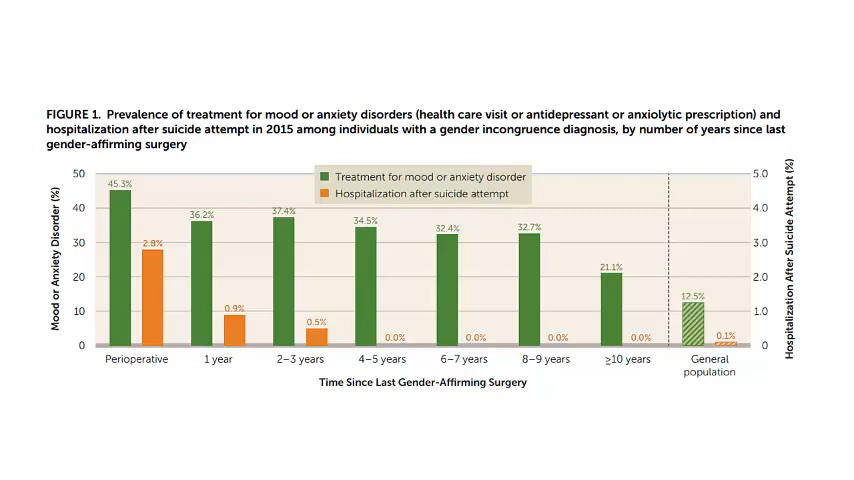 FIGURE 1. Prevalence of treatment for mood or anxiety disorders (health care visit or antidepressant or anxiolytic prescription) and
hospitalization after suicide attempt in 2015 among individuals with a gender incongruence diagnosis, by number of years since last
gender-affirming surgery
Treatment for mood or anxiety disorder
Hospitalization after suicide attempt
Mood or Anxiety Disorder (%)
50
40
30
20
10
0
45.3%
2.8%
36.2%
0.9%
37.4%
0.5%
34.5%
0.0%
32.4%
0.0%
32.7%
0.0%
21.1%
0.0%
12.5%
0.1%
5.0
4.0
3.0
2.0
1.0
0
Hospitalization After Suicide Attempt (%)
Perioperative
1 year
2–3 years
4–5 years
6–7 years
8–9 years
≥10 years
General
population
Time Since Last Gender-Affirming Surgery